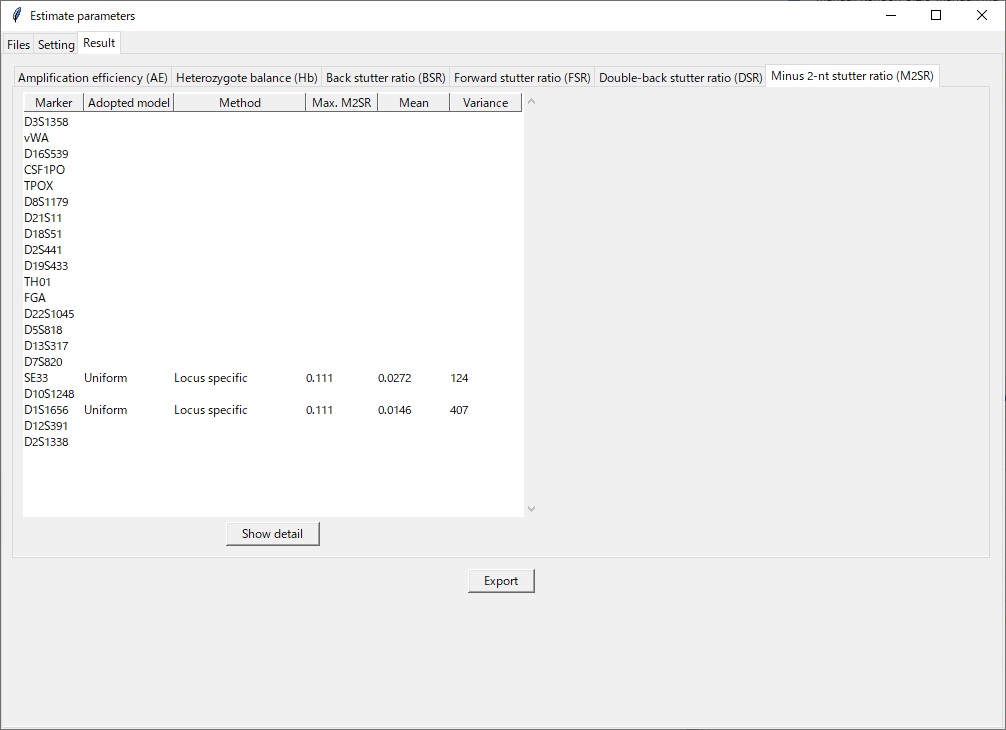 Estimate parameters
Files Setting Result
Amplification efficiency (AE) Heterozygote balance (Hb) Back stutter ratio (BSR) Forward stutter ratio (FSR) Double-back stutter ratio (DSR) Minus 2-nt stutter ratio (M2SR)
Marker Adopted model Method Max. M2SR Mean Variance
D3S1358
vWA
D16S539
CSF1PO
TPOX
D8S1179
D21S11
D18S51
D2S441
D19S433
TH01
FGA
D22S1045
D5S818
D13S317
D7S820
SE33 Uniform Locus specific 0.111 0.0272 124
D10S1248
D1S1656 Uniform Locus specific 0.111 0.0146 407
D12S391
D2S1338
Show detail
Export